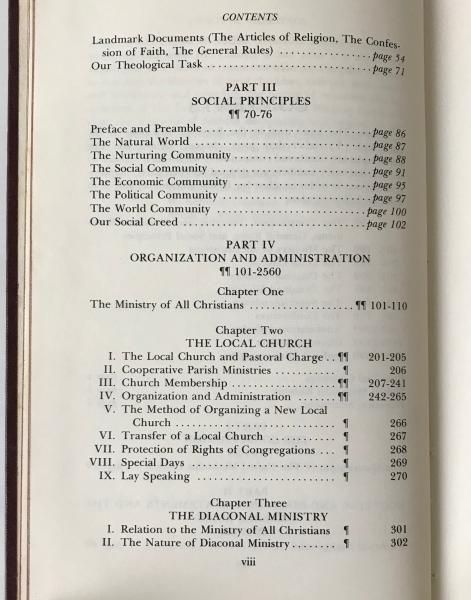 CONTENTS
Landmark Documents (The Articles of Religion, The Confes-
sion of Faith, The General Rules) . . . . . . . . . . . . . . page 54
Our Theological Task . . . . . . . . . . . . . . . . . . . . . . . . . . page 71
PART III
SOCIAL PRINCIPLES
¶¶ 70-76
Preface and Preamble . . . . . . . . . . . . . . . . . . . . . . . . . . page 86
The Natural World . . . . . . . . . . . . . . . . . . . . . . . . . . . . page 87
The Nurturing Community . . . . . . . . . . . . . . . . . . . . . . page 88
The Social Community . . . . . . . . . . . . . . . . . . . . . . . . . page 91
The Economic Community . . . . . . . . . . . . . . . . . . . . . . page 95
The Political Community . . . . . . . . . . . . . . . . . . . . . . . page 97
The World Community . . . . . . . . . . . . . . . . . . . . . . . . page 100
Our Social Creed . . . . . . . . . . . . . . . . . . . . . . . . . . . . . page 102
PART IV
ORGANIZATION AND ADMINISTRATION
¶¶ 101-2560
Chapter One
The Ministry of All Christians . . . . . . . . . . . . . . . . . . . ¶¶ 101-110
Chapter Two
THE LOCAL CHURCH
I. The Local Church and Pastoral Charge . . ¶¶ 201-205
II. Cooperative Parish Ministries . . . . . . . . . . ¶ 206
III. Church Membership . . . . . . . . . . . . . . . . . ¶¶ 207-241
IV. Organization and Administration . . . . . . . ¶¶ 242-265
V. The Method of Organizing a New Local
Church . . . . . . . . . . . . . . . . . . . . . . . . . . ¶ 266
VI. Transfer of a Local Church . . . . . . . . . . . . ¶ 267
VII. Protection of Rights of Congregations . . . ¶ 268
VIII. Special Days . . . . . . . . . . . . . . . . . . . . . . . . ¶ 269
IX. Lay Speaking . . . . . . . . . . . . . . . . . . . . . . . ¶ 270
Chapter Three
THE DIACONAL MINISTRY
I. Relation to the Ministry of All Christians ¶ 301
II. The Nature of Diaconal Ministry . . . . . . . . ¶ 302
viii